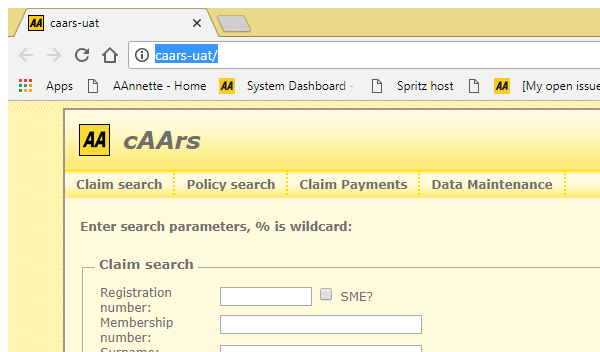 AA caars-uat
caars-uat/
Apps AAnnette - Home AA System Dashboard - Spritz host AA [My open issue
AA cAArs
Claim search Policy search Claim Payments Data Maintenance
Enter search parameters, % is wildcard:
Claim search
Registration number: SME?
Membership number:
Surname: